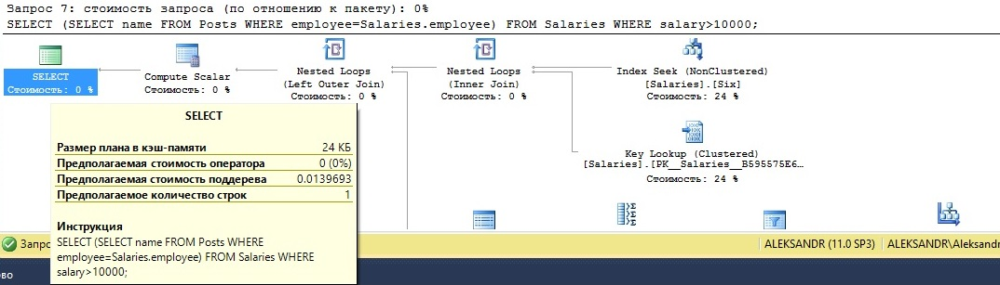 Запрос 7: стоимость запроса (по отношению к пакету): 0%
SELECT (SELECT name FROM Posts WHERE employee=Salaries.employee) FROM Salaries WHERE salary>10000;
SELECT
Стоимость: 0 %
Compute Scalar
Стоимость: 0 %
Nested Loops
(Left Outer Join)
Стоимость: 0 %
Nested Loops
(Inner Join)
Стоимость: 0 %
Index Seek (NonClustered)
[Salaries].[Six]
Стоимость: 24 %
Key Lookup (Clustered)
[Salaries].[PK__Salaries__B595575E6…
Стоимость: 24 %
SELECT
Размер плана в кэш-памяти 24 КБ
Предполагаемая стоимость оператора 0 (0%)
Предполагаемая стоимость поддерева 0.0139693
Предполагаемое количество строк 1
Инструкция
SELECT (SELECT name FROM Posts WHERE
employee=Salaries.employee) FROM Salaries WHERE
salary>10000;
Запро
ALEKSANDR (11.0 SP3)
ALEKSANDR\Aleksandr
во